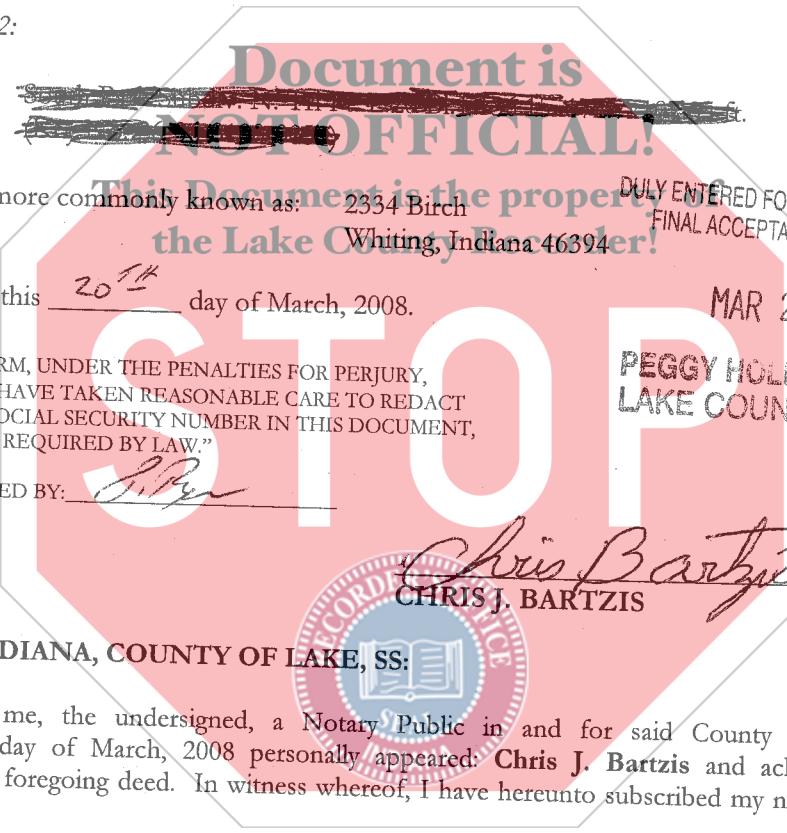 2:
Document is
NOT OFFICIAL!
This Document is the property of
the Lake County Recorder!
more commonly known as: 2334 Birch
Whiting, Indiana 46394
DULY ENTERED FO
FINAL ACCEPTA
this 20TH day of March, 2008.
MAR 2
RM, UNDER THE PENALTIES FOR PERJURY,
HAVE TAKEN REASONABLE CARE TO REDACT
OCIAL SECURITY NUMBER IN THIS DOCUMENT,
REQUIRED BY LAW."
PEGGY HOL
LAKE COUN
STOP
ED BY:
Chris Bartzis
CHRIS J. BARTZIS
RECORDER'S OFFICE
SEAL
INDIANA
DIANA, COUNTY OF LAKE, SS:
me, the undersigned, a Notary Public in and for said County
day of March, 2008 personally appeared: Chris J. Bartzis and ack
foregoing deed. In witness whereof, I have hereunto subscribed my n